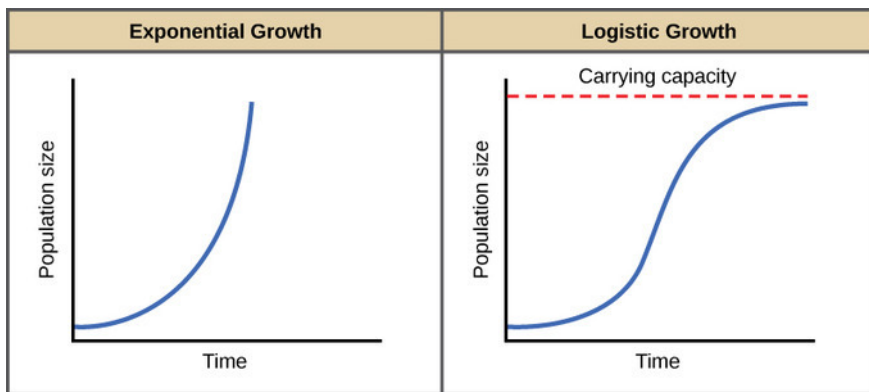 Exponential Growth
Logistic Growth
Population size
Time
Carrying capacity
Population size
Time